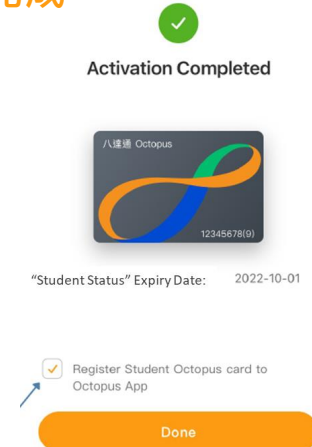 Activation Completed
八達通 Octopus
12345678(9)
“Student Status” Expiry Date: 2022-10-01
Register Student Octopus card to
Octopus App
Done